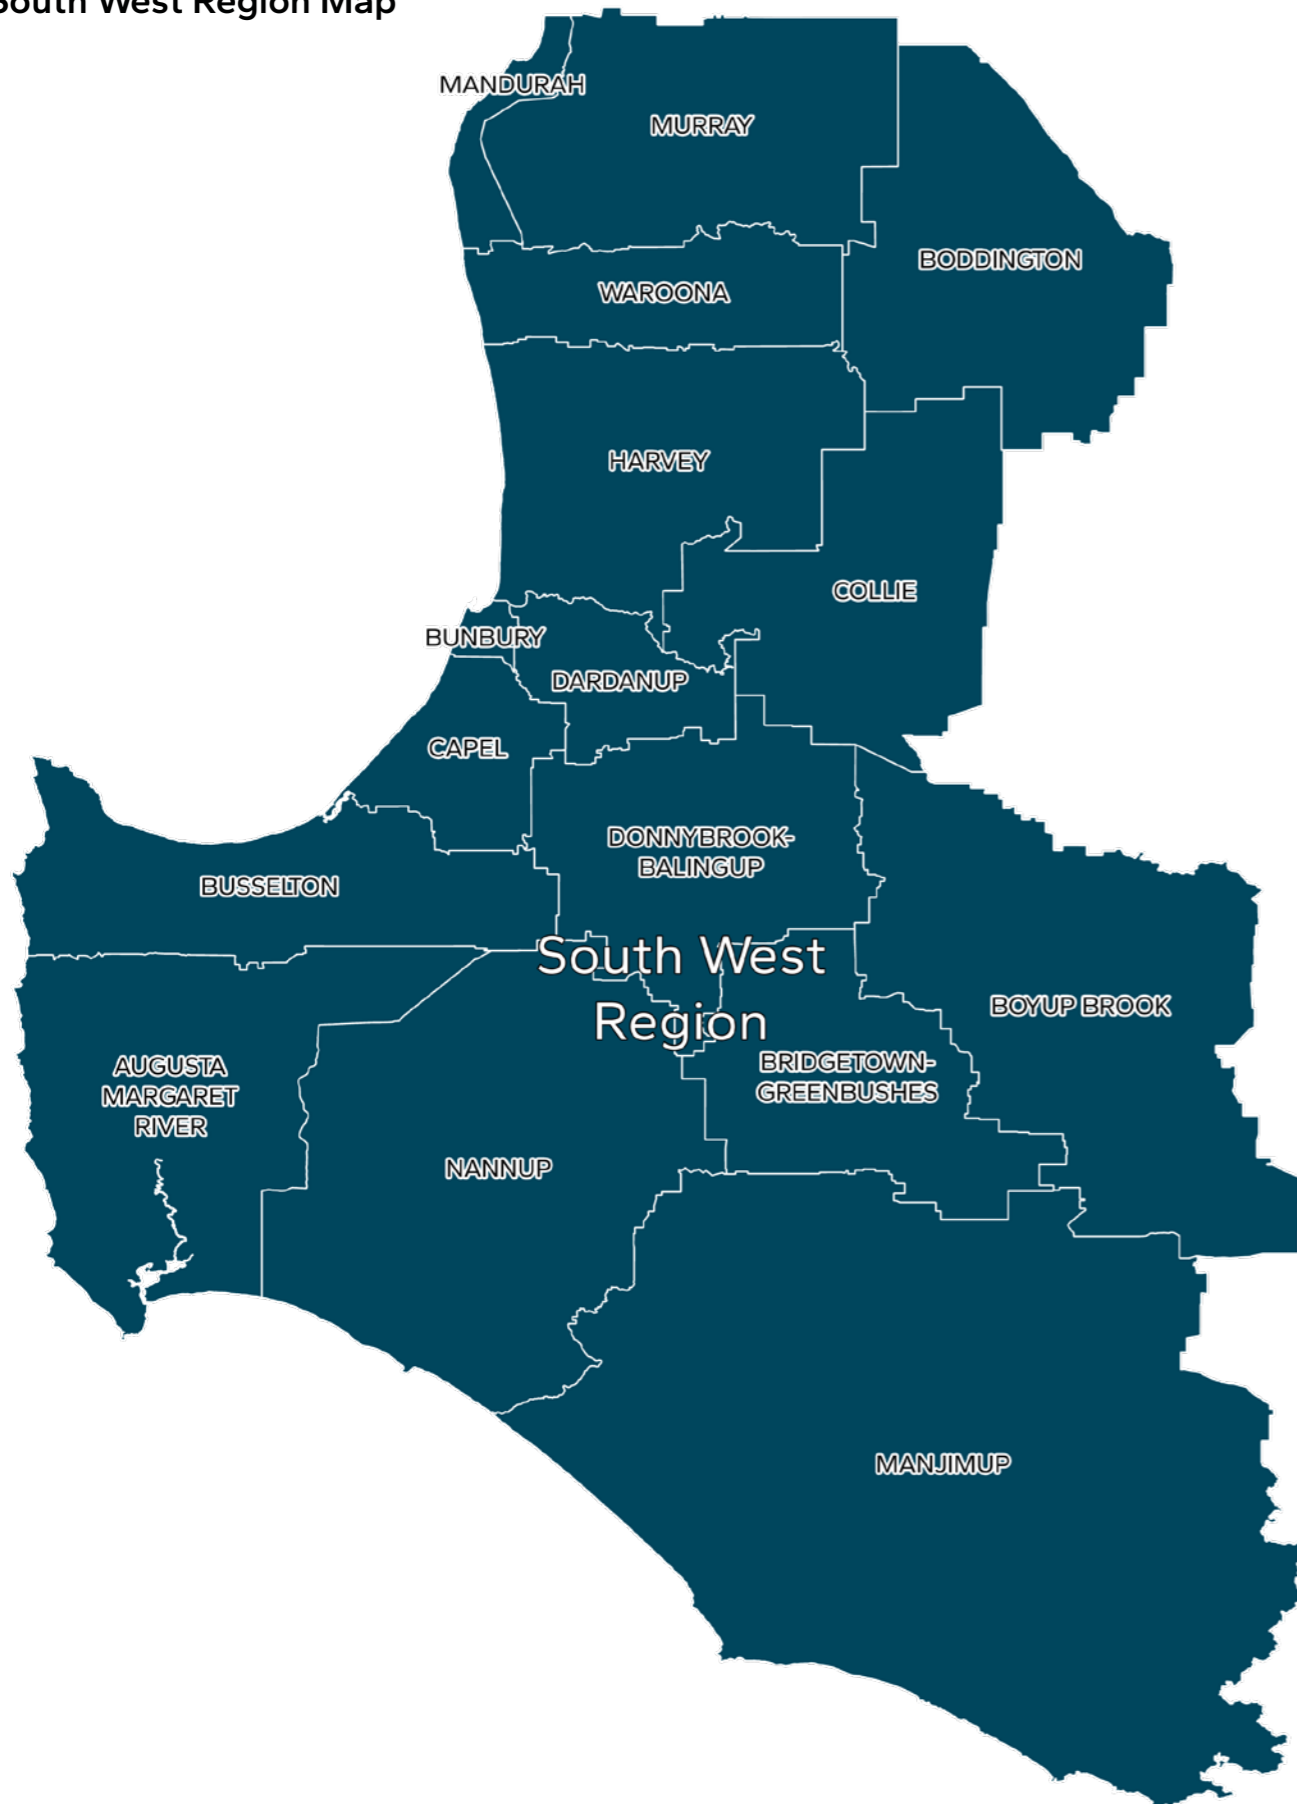 South West Region Map
MANDURAH
MURRAY
BODDINGTON
WAROONA
HARVEY
COLLIE
BUNBURY
DARDANUP
CAPEL
DONNYBROOK-
BALINGUP
BUSSELTON
South West
Region
BOYUP BROOK
AUGUSTA
MARGARET
RIVER
BRIDGETOWN-
GREENBUSHES
NANNUP
MANJIMUP